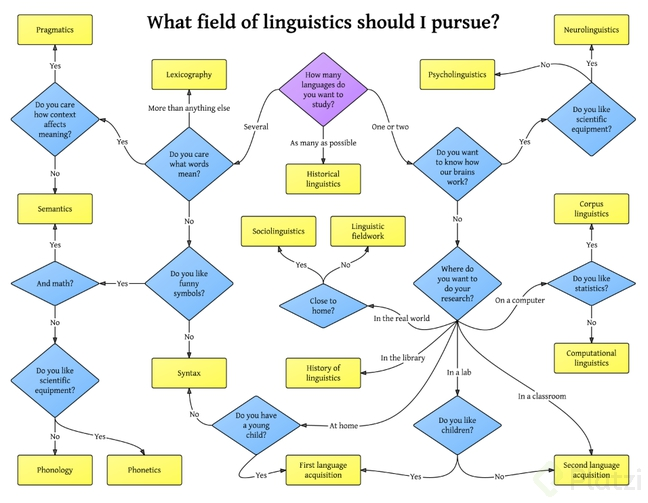 What field of linguistics should I pursue?
Pragmatics
Neurolinguistics
Yes
Yes
Lexicography
Psycholinguistics
No
How many
languages do
you want to
study?
Do you care
how context
affects
meaning?
More than anything else
Several
One or two
Do you like
scientific
equipment?
Yes
As many as possible
Yes
Do you care
what words
mean?
Do you want
to know how
our brains
work?
No
Historical
linguistics
Semantics
No
No
Corpus
linguistics
Sociolinguistics
Linguistic
fieldwork
Yes
Yes
Yes
No
And math?
Yes
Do you like
funny
symbols?
Close to
home?
Where do
you want to
do your
research?
On a computer
Do you like
statistics?
In the real world
No
No
No
In the library
Computational
linguistics
Syntax
History of
linguistics
In a lab
Do you like
scientific
equipment?
In a classroom
No
Do you have
a young
child?
At home
Do you like
children?
No
Yes
Phonology
Phonetics
Yes
First language
acquisition
Yes
No
Second language
acquisition
Platzi